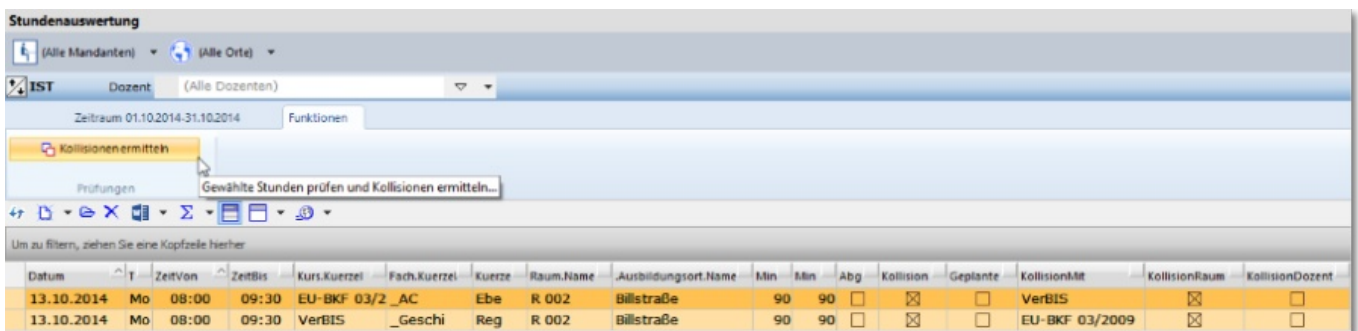 Stundenauswertung
(Alle Mandanten) (Alle Orte)
IST Dozent (Alle Dozenten)
Zeitraum 01.10.2014-31.10.2014 Funktionen
Kollisionen ermitteln
Prüfungen
Gewählte Stunden prüfen und Kollisionen ermitteln...
Um zu filtern, ziehen Sie eine Kopfzeile hierher
Datum T ZeitVon ZeitBis Kurs.Kuerzel Fach.Kuerzel Kuerze Raum.Name .Ausbildungsort.Name Min Min Abg Kollision Geplante KollisionMit KollisionRaum KollisionDozent
13.10.2014 Mo 08:00 09:30 EU-BKF 03/2 _AC Ebe R 002 Billstraße 90 90 VerBIS
13.10.2014 Mo 08:00 09:30 VerBIS _Geschi Reg R 002 Billstraße 90 90 EU-BKF 03/2009